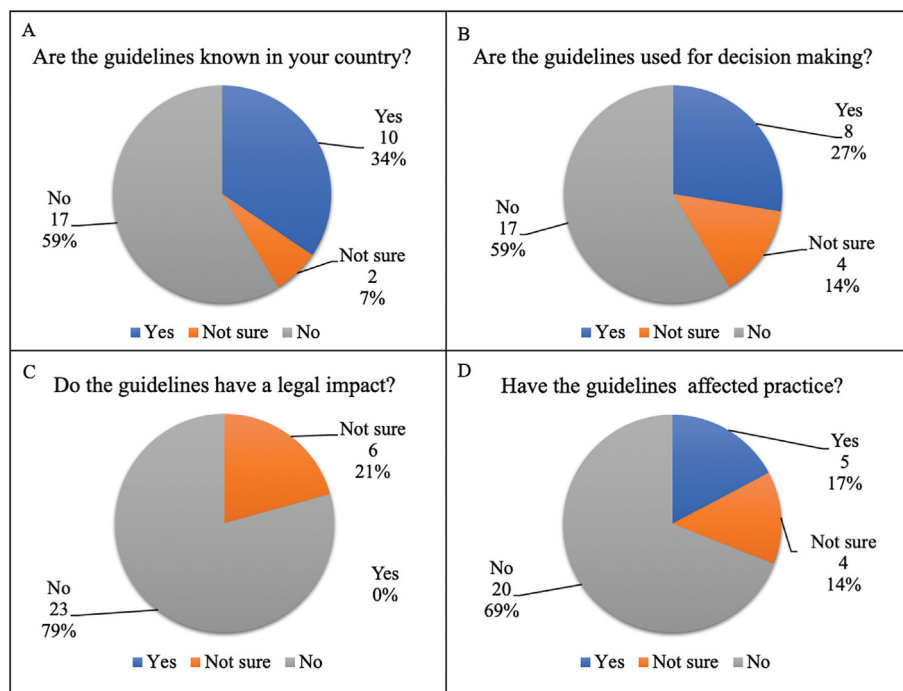 A
Are the guidelines known in your country?
Yes
10
34%
No
17
59%
Not sure
2
7%
Yes Not sure No
B
Are the guidelines used for decision making?
Yes
8
27%
No
17
59%
Not sure
4
14%
Yes Not sure No
C
Do the guidelines have a legal impact?
Not sure
6
21%
Yes
0%
No
23
79%
Yes Not sure No
D
Have the guidelines affected practice?
Yes
5
17%
Not sure
4
14%
No
20
69%
Yes Not sure No